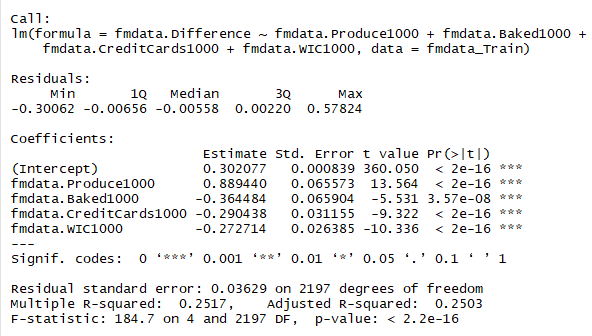 Call:
lm(formula = fmdata.Difference ~ fmdata.Produce1000 + fmdata.Baked1000 +
    fmdata.CreditCards1000 + fmdata.WIC1000, data = fmdata_Train)

Residuals:
     Min       1Q   Median       3Q      Max
-0.30062 -0.00656 -0.00558  0.00220  0.57824

Coefficients:
                        Estimate Std. Error t value Pr(>|t|)
(Intercept)             0.302077   0.000839 360.050  < 2e-16 ***
fmdata.Produce1000      0.889440   0.065573  13.564  < 2e-16 ***
fmdata.Baked1000       -0.364484   0.065904  -5.531 3.57e-08 ***
fmdata.CreditCards1000 -0.290438   0.031155  -9.322  < 2e-16 ***
fmdata.WIC1000         -0.272714   0.026385 -10.336  < 2e-16 ***
---
Signif. codes:  0 ‘***’ 0.001 ‘**’ 0.01 ‘*’ 0.05 ‘.’ 0.1 ‘ ’ 1

Residual standard error: 0.03629 on 2197 degrees of freedom
Multiple R-squared:  0.2517,    Adjusted R-squared:  0.2503
F-statistic: 184.7 on 4 and 2197 DF,  p-value: < 2.2e-16